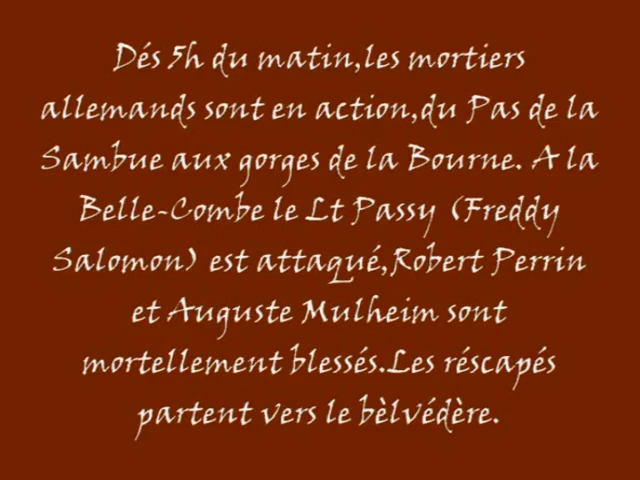 Dés 5h du matin,les mortiers
allemands sont en action,du Pas de la
Sambue aux gorges de la Bourne. A la
Belle-Combe le Lt Passy (Freddy
Salomon) est attaqué,Robert Perrin
et Auguste Mulheim sont
mortellement blessés.Les réscapés
partent vers le bèlvédère.